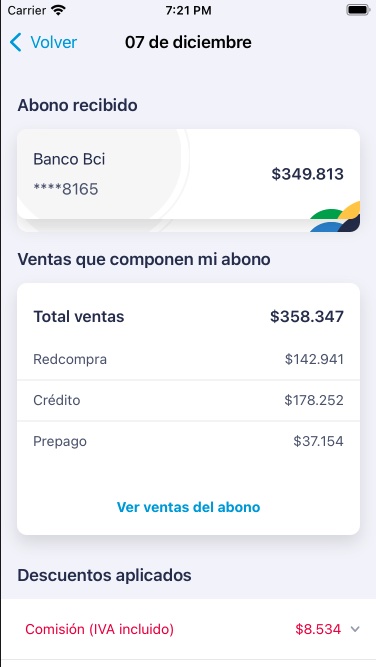 Carrier 7:21 PM
Volver 07 de diciembre
Abono recibido
Banco Bci
****8165
$349.813
Ventas que componen mi abono
Total ventas $358.347
Redcompra $142.941
Crédito $178.252
Prepago $37.154
Ver ventas del abono
Descuentos aplicados
Comisión (IVA incluido) $8.534